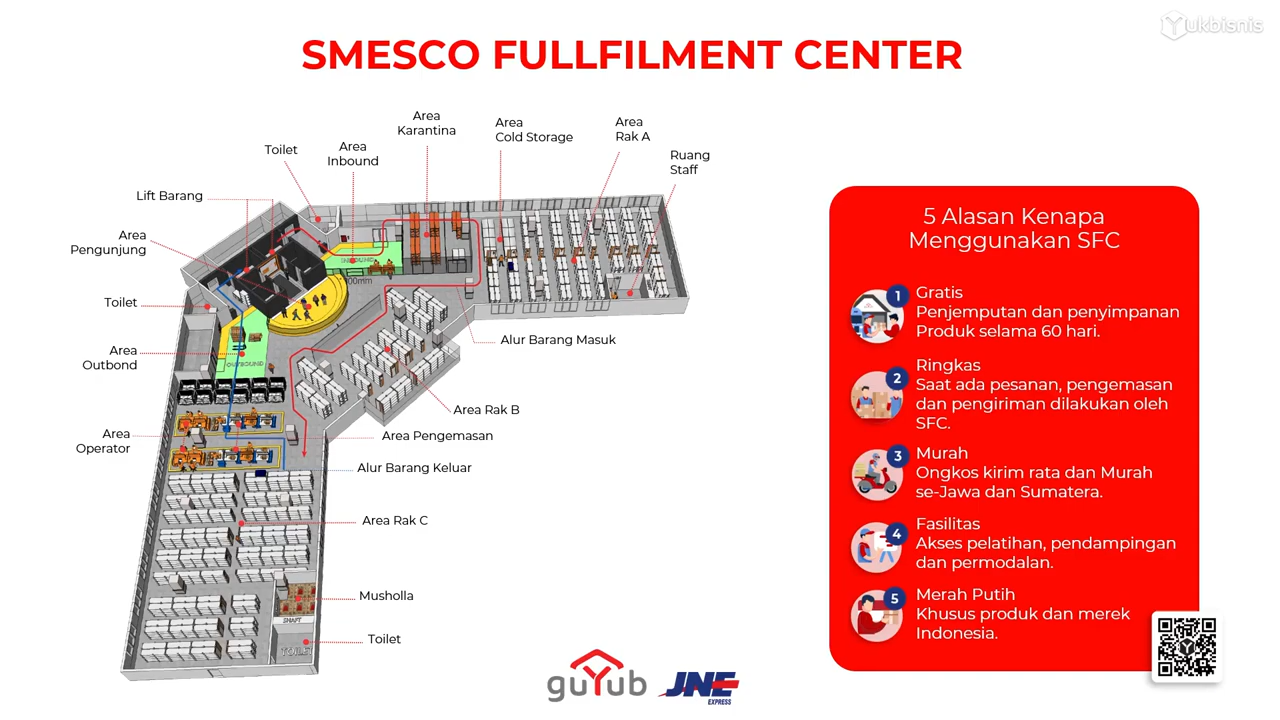 Yukbisnis
SMESCO FULLFILMENT CENTER
Area
Karantina
Area
Cold Storage
Area
Rak A
Toilet
Area
Inbound
Ruang
Staff
Lift Barang
Area
Pengunjung
Toilet
Area
Outbond
OUTBOUND
Alur Barang Masuk
Area Rak B
Area
Operator
Area Pengemasan
Alur Barang Keluar
Area Rak C
Musholla
SHAFT
Toilet
TOILET
guYub
JNE
EXPRESS
5 Alasan Kenapa
Menggunakan SFC
1
Gratis
Penjemputan dan penyimpanan
Produk selama 60 hari.
2
Ringkas
Saat ada pesanan, pengemasan
dan pengiriman dilakukan oleh
SFC.
3
Murah
Ongkos kirim rata dan Murah
se-Jawa dan Sumatera.
4
Fasilitas
Akses pelatihan, pendampingan
dan permodalan.
5
Merah Putih
Khusus produk dan merek
Indonesia.